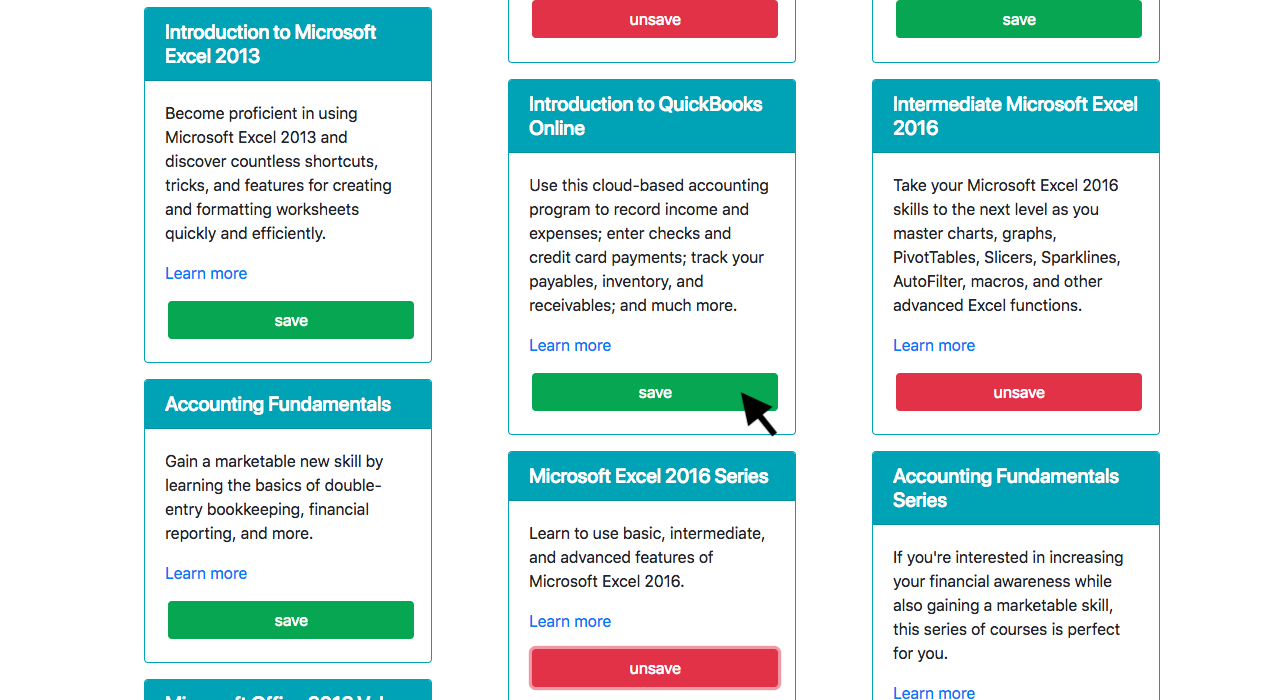 Introduction to Microsoft
Excel 2013
Become proficient in using
Microsoft Excel 2013 and
discover countless shortcuts,
tricks, and features for creating
and formatting worksheets
quickly and efficiently.
Learn more
save
Accounting Fundamentals
Gain a marketable new skill by
learning the basics of double-
entry bookkeeping, financial
reporting, and more.
Learn more
save
unsave
Introduction to QuickBooks
Online
Use this cloud-based accounting
program to record income and
expenses; enter checks and
credit card payments; track your
payables, inventory, and
receivables; and much more.
Learn more
save
Microsoft Excel 2016 Series
Learn to use basic, intermediate,
and advanced features of
Microsoft Excel 2016.
Learn more
unsave
save
Intermediate Microsoft Excel
2016
Take your Microsoft Excel 2016
skills to the next level as you
master charts, graphs,
PivotTables, Slicers, Sparklines,
AutoFilter, macros, and other
advanced Excel functions.
Learn more
unsave
Accounting Fundamentals
Series
If you're interested in increasing
your financial awareness while
also gaining a marketable skill,
this series of courses is perfect
for you.
Learn more